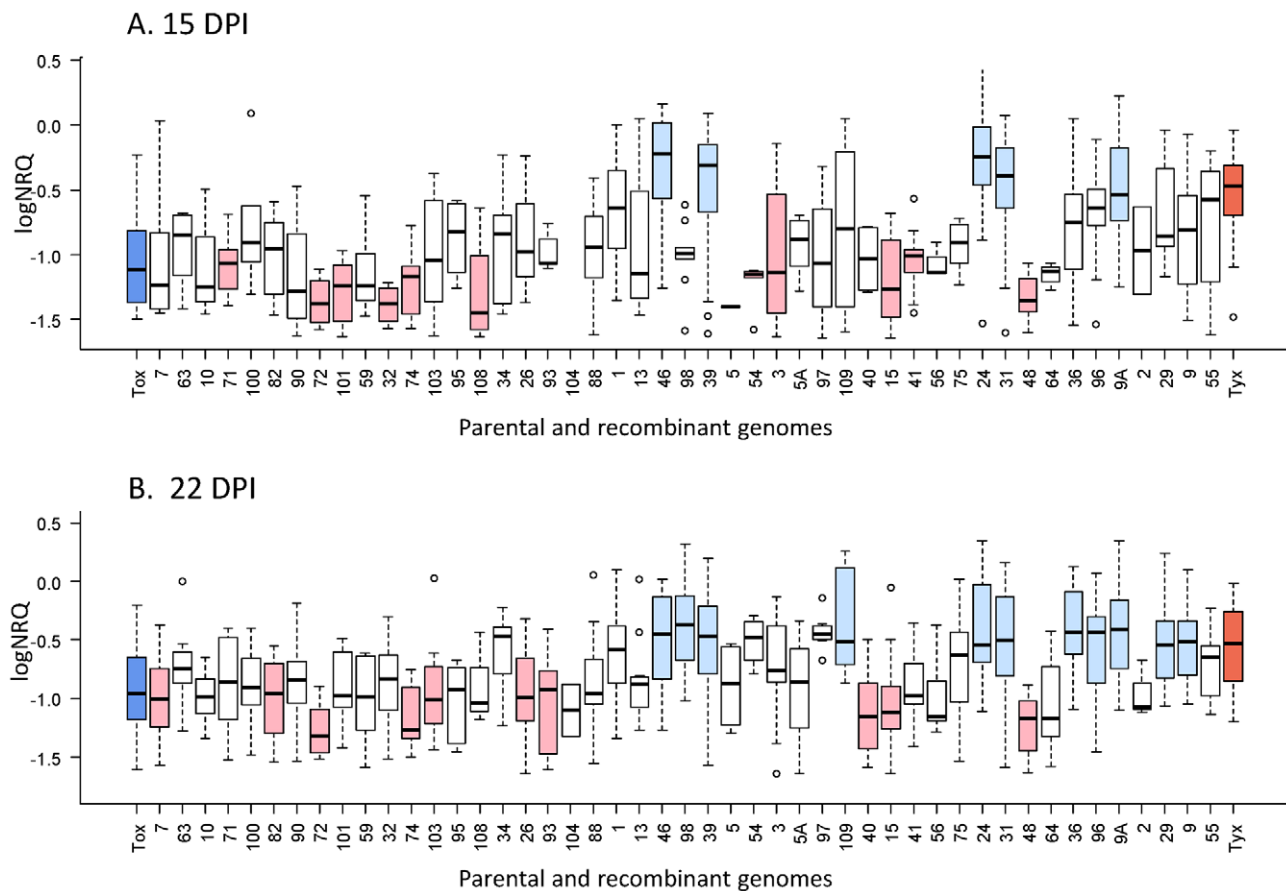 A. 15 DPI
0.5
0.0
-0.5
-1.0
-1.5
logNRQ
Tox 7 63 10 71 100 82 90 72 101 59 32 74 103 95 108 34 26 93 104 88 1 13 46 98 39 5 54 3 5A 97 109 40 15 41 56 75 24 31 48 64 36 96 9A 2 29 9 55 Tyx
Parental and recombinant genomes
B. 22 DPI
0.5
0.0
-0.5
-1.0
-1.5
logNRQ
Tox 7 63 10 71 100 82 90 72 101 59 32 74 103 95 108 34 26 93 104 88 1 13 46 98 39 5 54 3 5A 97 109 40 15 41 56 75 24 31 48 64 36 96 9A 2 29 9 55 Tyx
Parental and recombinant genomes